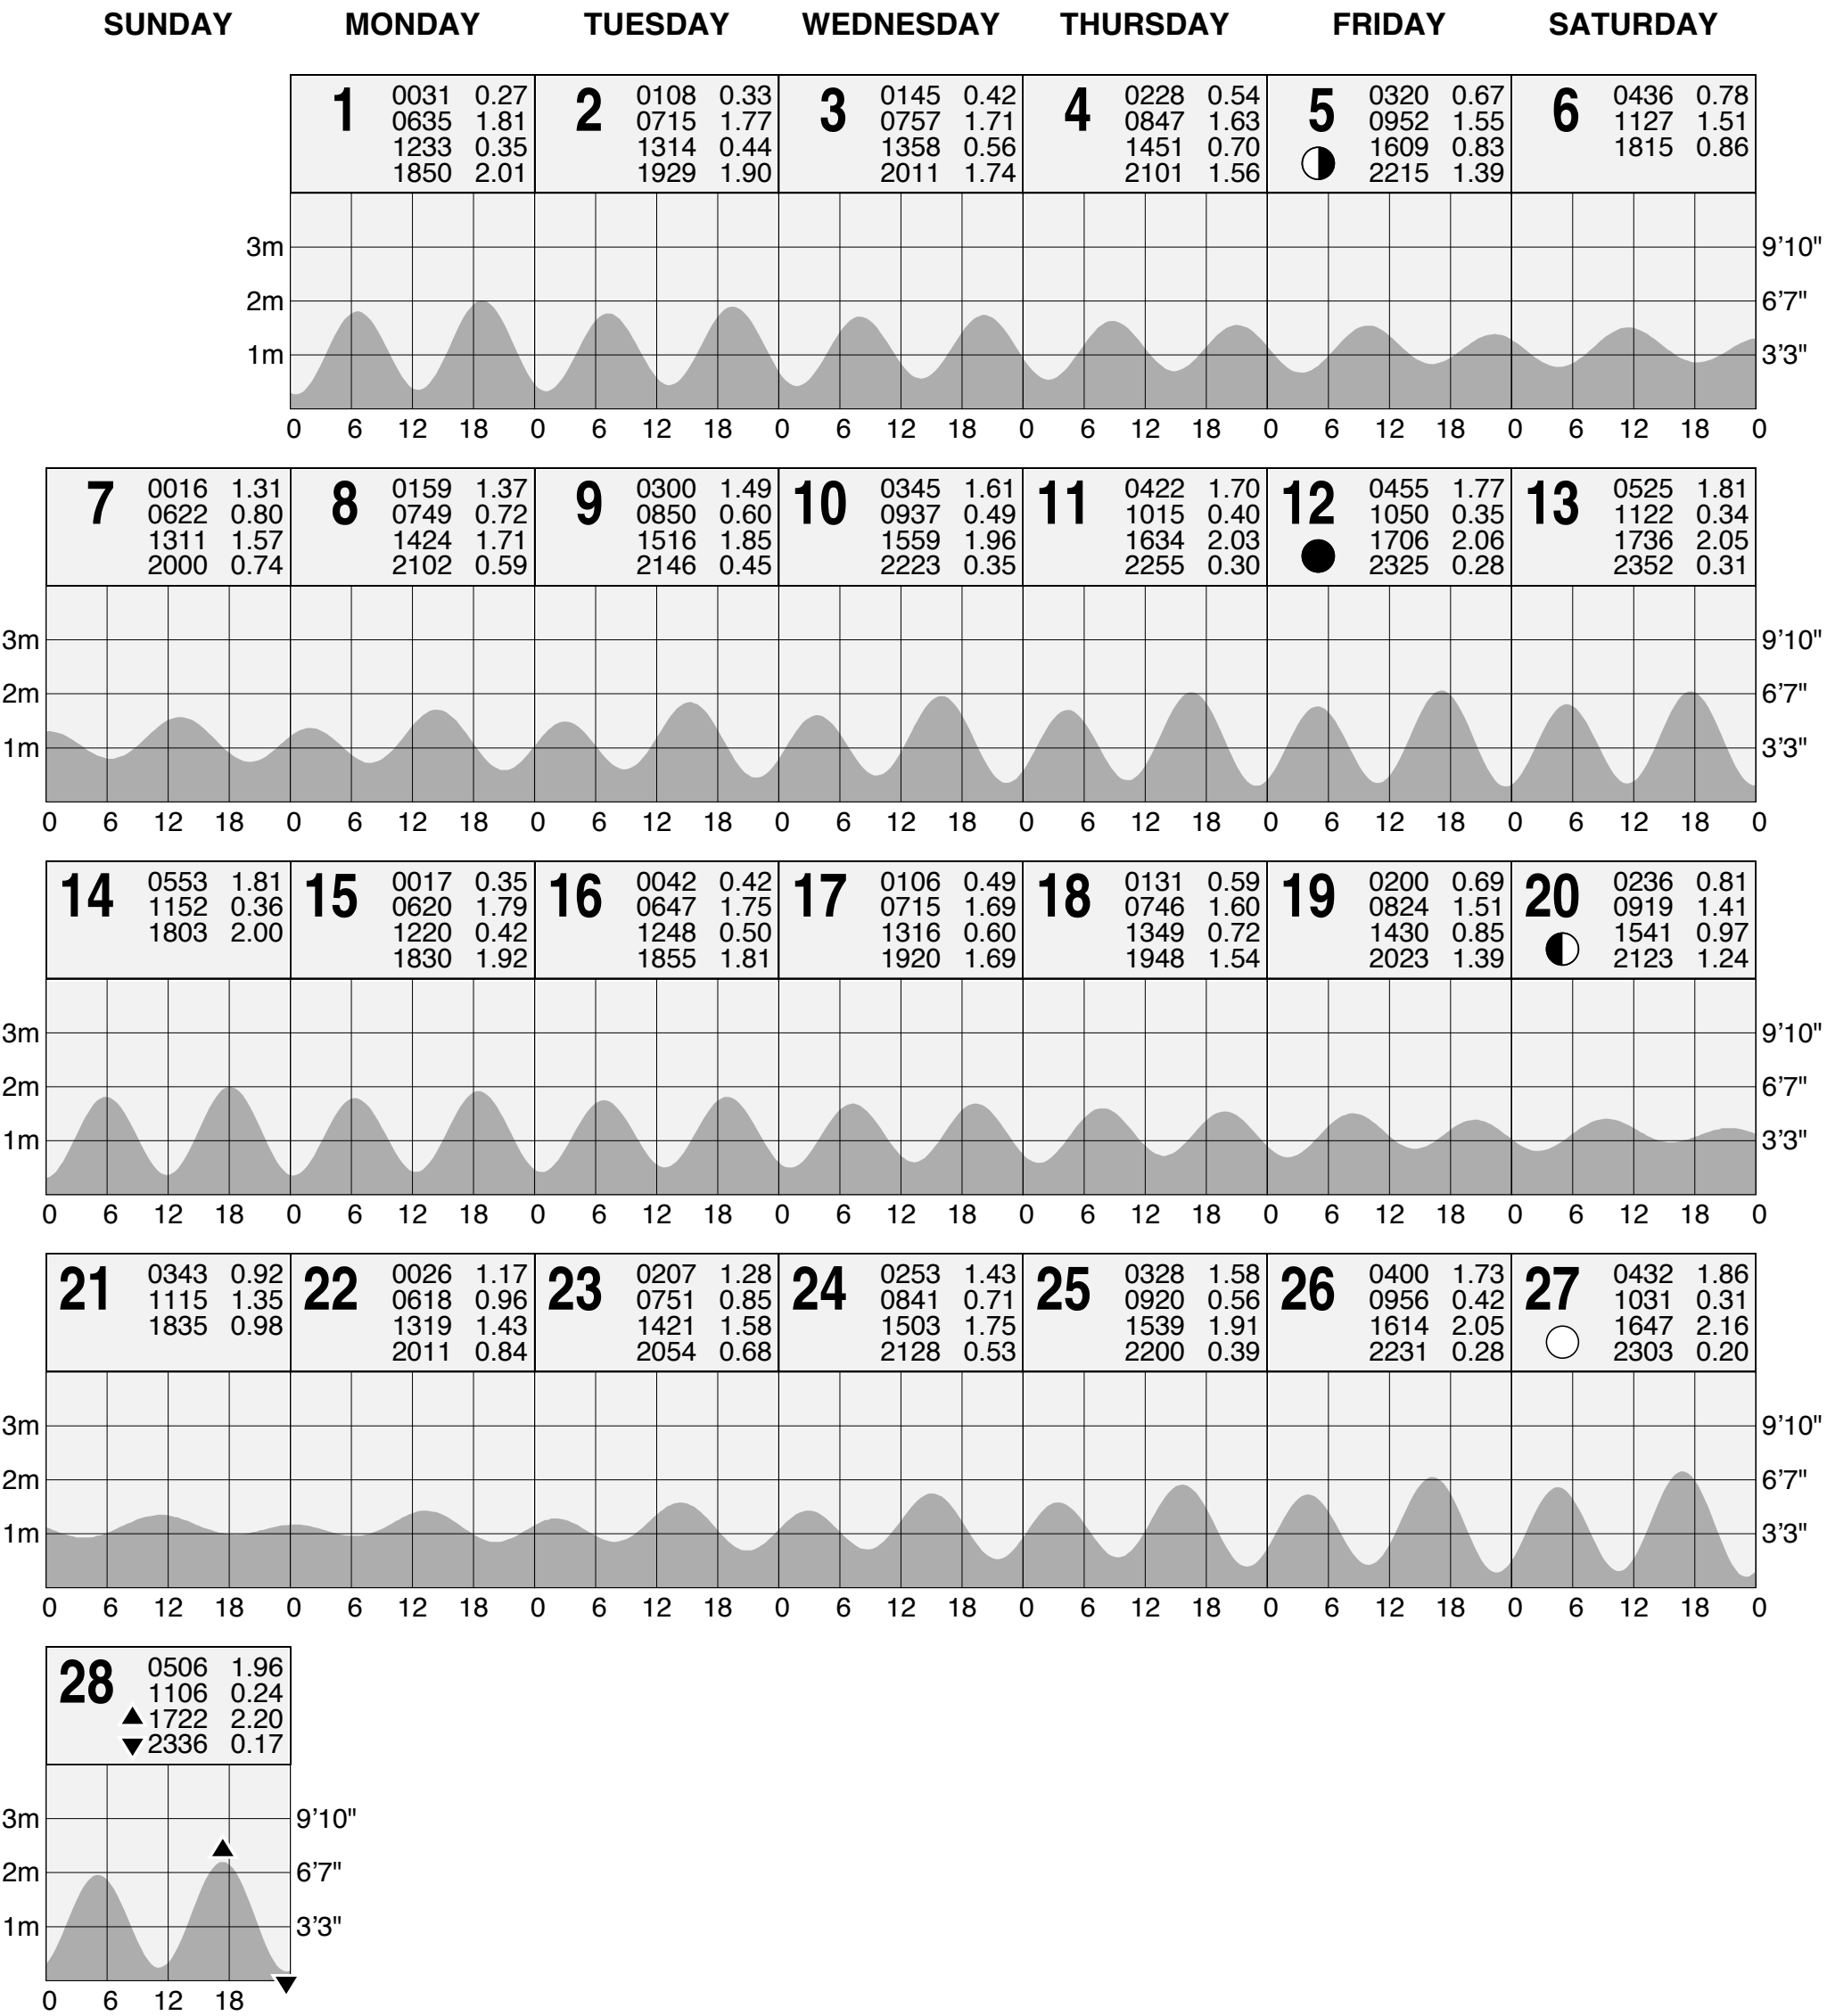 SUNDAY MONDAY TUESDAY WEDNESDAY THURSDAY FRIDAY SATURDAY
1 0031 0.27
0635 1.81
1233 0.35
1850 2.01
2 0108 0.33
0715 1.77
1314 0.44
1929 1.90
3 0145 0.42
0757 1.71
1358 0.56
2011 1.74
4 0228 0.54
0847 1.63
1451 0.70
2101 1.56
5 0320 0.67
0952 1.55
1609 0.83
2215 1.39
6 0436 0.78
1127 1.51
1815 0.86
3m 9'10"
2m 6'7"
1m 3'3"
0 6 12 18 0 6 12 18 0 6 12 18 0 6 12 18 0 6 12 18 0 6 12 18 0
7 0016 1.31
0622 0.80
1311 1.57
2000 0.74
8 0159 1.37
0749 0.72
1424 1.71
2102 0.59
9 0300 1.49
0850 0.60
1516 1.85
2146 0.45
10 0345 1.61
0937 0.49
1559 1.96
2223 0.35
11 0422 1.70
1015 0.40
1634 2.03
2255 0.30
12 0455 1.77
1050 0.35
1706 2.06
2325 0.28
13 0525 1.81
1122 0.34
1736 2.05
2352 0.31
3m 9'10"
2m 6'7"
1m 3'3"
0 6 12 18 0 6 12 18 0 6 12 18 0 6 12 18 0 6 12 18 0 6 12 18 0 6 12 18 0
14 0553 1.81
1152 0.36
1803 2.00
15 0017 0.35
0620 1.79
1220 0.42
1830 1.92
16 0042 0.42
0647 1.75
1248 0.50
1855 1.81
17 0106 0.49
0715 1.69
1316 0.60
1920 1.69
18 0131 0.59
0746 1.60
1349 0.72
1948 1.54
19 0200 0.69
0824 1.51
1430 0.85
2023 1.39
20 0236 0.81
0919 1.41
1541 0.97
2123 1.24
3m 9'10"
2m 6'7"
1m 3'3"
0 6 12 18 0 6 12 18 0 6 12 18 0 6 12 18 0 6 12 18 0 6 12 18 0 6 12 18 0
21 0343 0.92
1115 1.35
1835 0.98
22 0026 1.17
0618 0.96
1319 1.43
2011 0.84
23 0207 1.28
0751 0.85
1421 1.58
2054 0.68
24 0253 1.43
0841 0.71
1503 1.75
2128 0.53
25 0328 1.58
0920 0.56
1539 1.91
2200 0.39
26 0400 1.73
0956 0.42
1614 2.05
2231 0.28
27 0432 1.86
1031 0.31
1647 2.16
2303 0.20
3m 9'10"
2m 6'7"
1m 3'3"
0 6 12 18 0 6 12 18 0 6 12 18 0 6 12 18 0 6 12 18 0 6 12 18 0 6 12 18 0
28 0506 1.96
1106 0.24
1722 2.20
2336 0.17
3m 9'10"
2m 6'7"
1m 3'3"
0 6 12 18